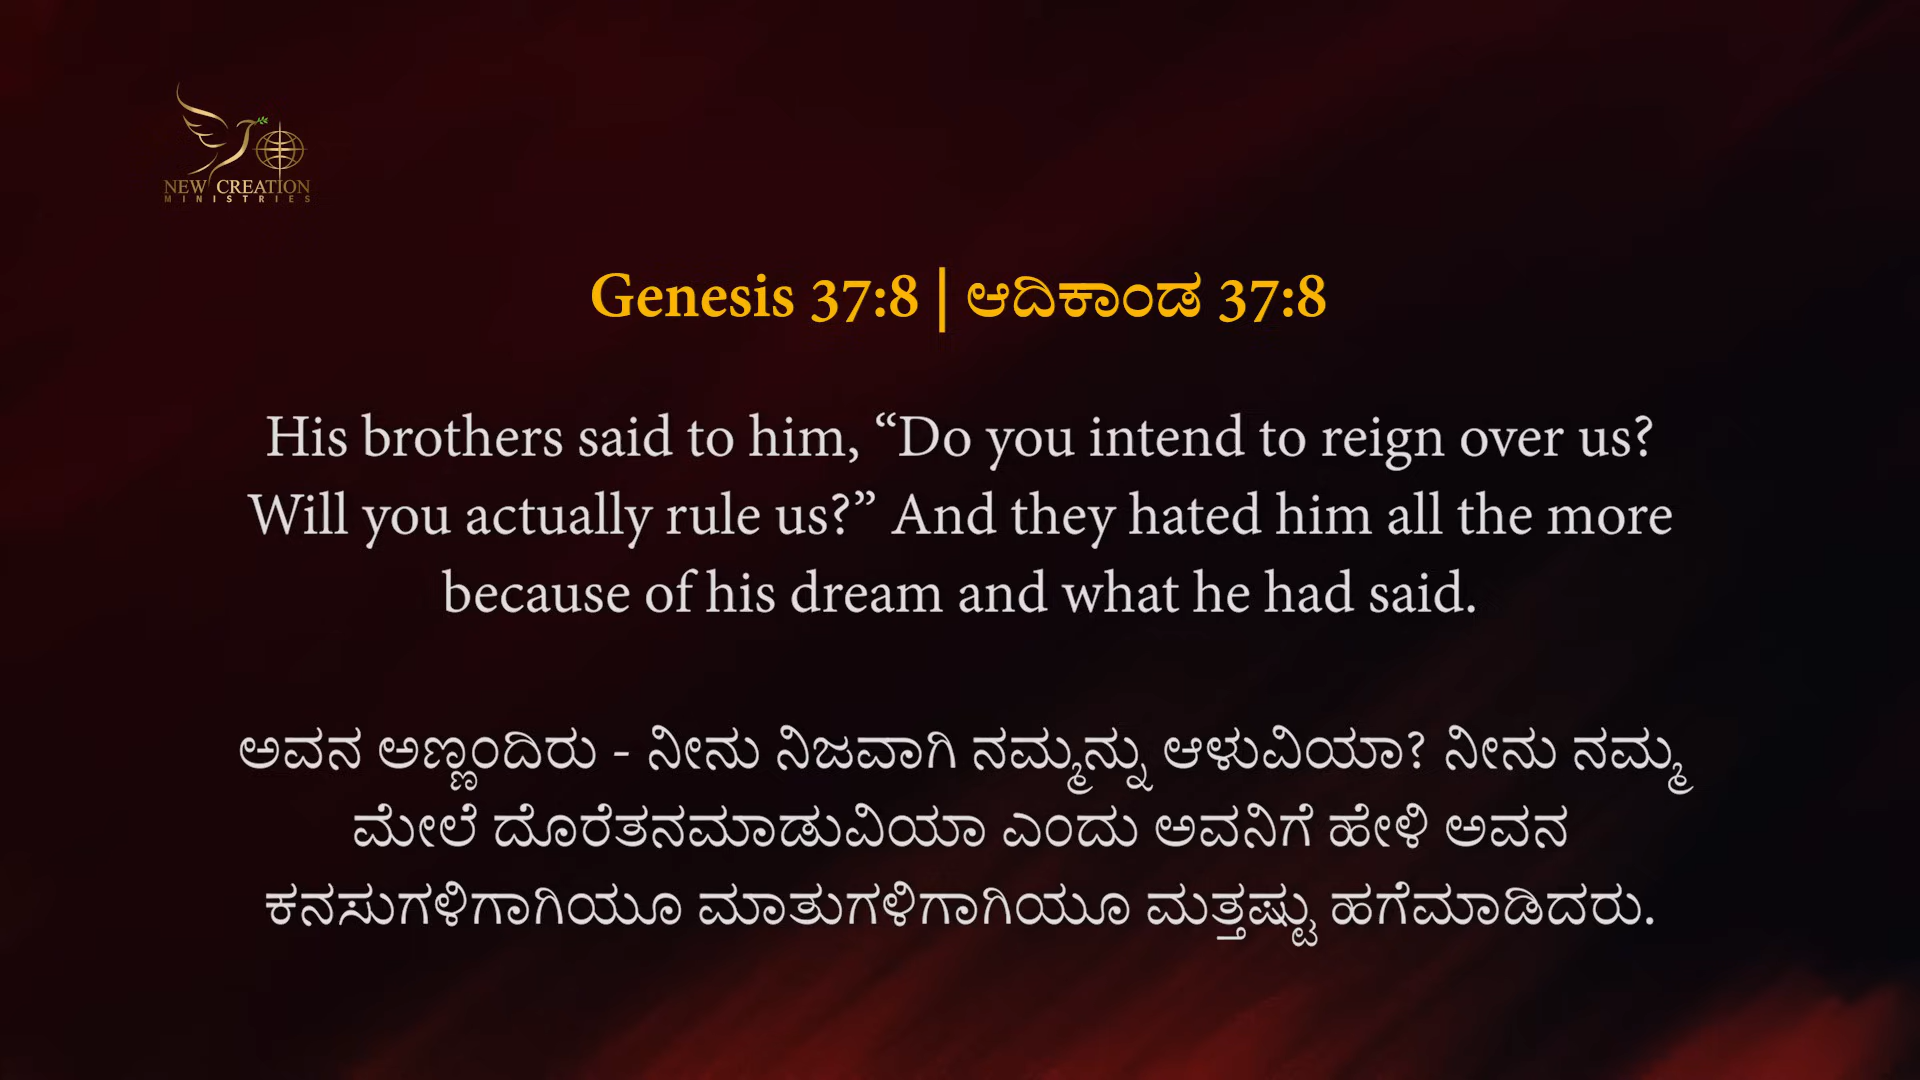 NEW CREATION
MINISTRIES
Genesis 37:8 | ಆದಿಕಾಂಡ 37:8
His brothers said to him, “Do you intend to reign over us?
Will you actually rule us?” And they hated him all the more
because of his dream and what he had said.
ಅವನ ಅಣ್ಣಂದಿರು - ನೀನು ನಿಜವಾಗಿ ನಮ್ಮನ್ನು ಆಳುವಿಯಾ? ನೀನು ನಮ್ಮ
ಮೇಲೆ ದೊರೆತನಮಾಡುವಿಯಾ ಎಂದು ಅವನಿಗೆ ಹೇಳಿ ಅವನ
ಕನಸುಗಳಿಗಾಗಿಯೂ ಮಾತುಗಳಿಗಾಗಿಯೂ ಮತ್ತಷ್ಟು ಹಗೆಮಾಡಿದರು.